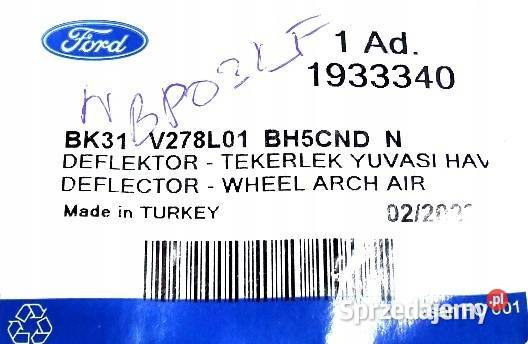 Ford
1 Ad.
1933340
BK31 V278L01 BH5CND N
DEFLEKTOR - TEKERLEK YUVASI HAV
DEFLECTOR - WHEEL ARCH AIR
Made in TURKEY
Sprzedajemy.pl
001